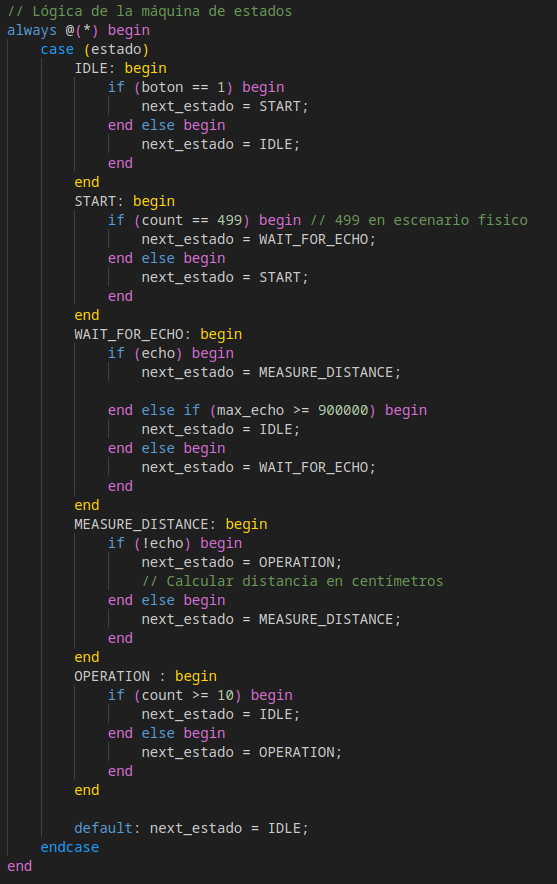 // Lógica de la máquina de estados
always @(*) begin
    case (estado)
        IDLE: begin
            if (boton == 1) begin
                next_estado = START;
            end else begin
                next_estado = IDLE;
            end
        end
        START: begin
            if (count == 499) begin // 499 en escenario fisico
                next_estado = WAIT_FOR_ECHO;
            end else begin
                next_estado = START;
            end
        end
        WAIT_FOR_ECHO: begin
            if (echo) begin
                next_estado = MEASURE_DISTANCE;

            end else if (max_echo >= 900000) begin
                next_estado = IDLE;
            end else begin
                next_estado = WAIT_FOR_ECHO;
            end
        end
        MEASURE_DISTANCE: begin
            if (!echo) begin
                next_estado = OPERATION;
                // Calcular distancia en centímetros
            end else begin
                next_estado = MEASURE_DISTANCE;
            end
        end
        OPERATION : begin
            if (count >= 10) begin
                next_estado = IDLE;
            end else begin
                next_estado = OPERATION;
            end
        end

        default: next_estado = IDLE;
    endcase
end